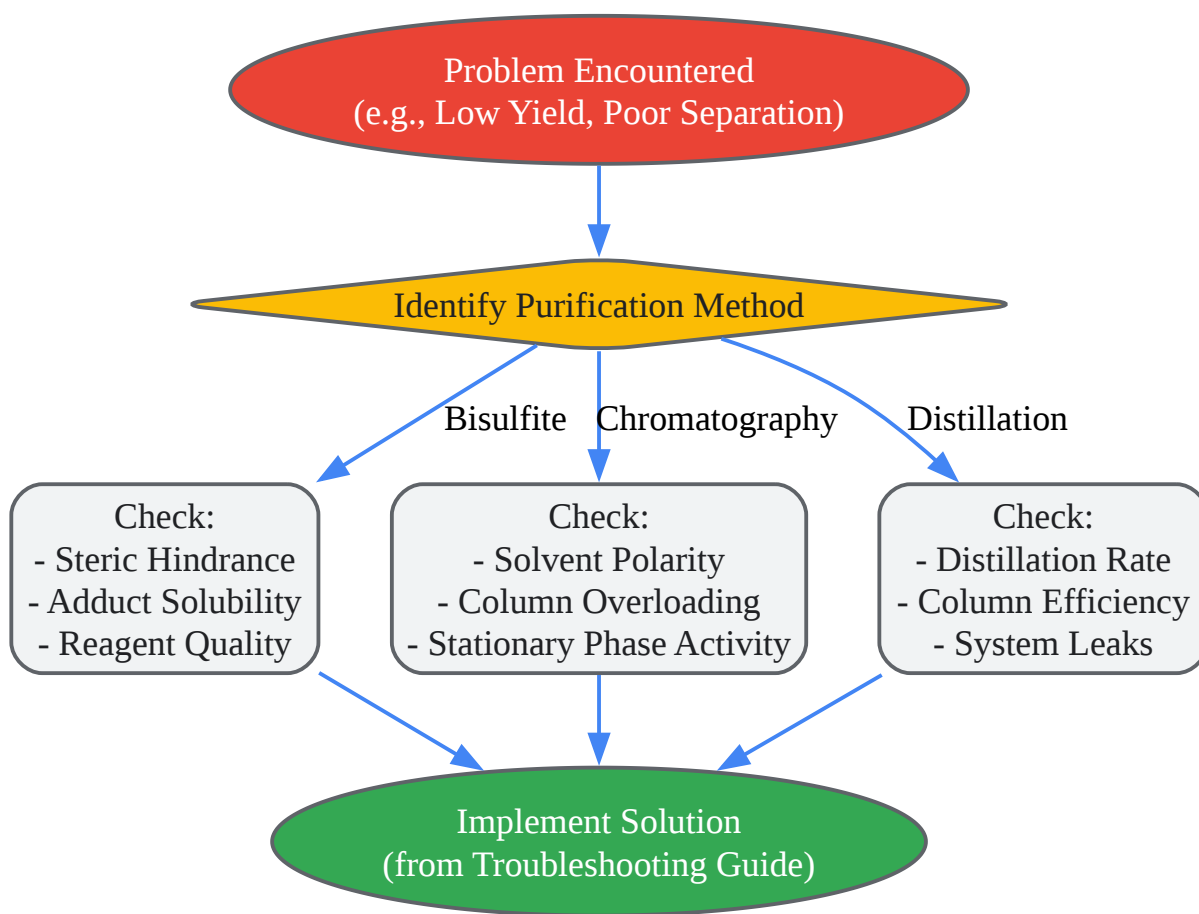 Problem Encountered
(e.g., Low Yield, Poor Separation)
Identify Purification Method
Bisulfite
Chromatography
Distillation
Check:
- Steric Hindrance
- Adduct Solubility
- Reagent Quality
Check:
- Solvent Polarity
- Column Overloading
- Stationary Phase Activity
Check:
- Distillation Rate
- Column Efficiency
- System Leaks
Implement Solution
(from Troubleshooting Guide)